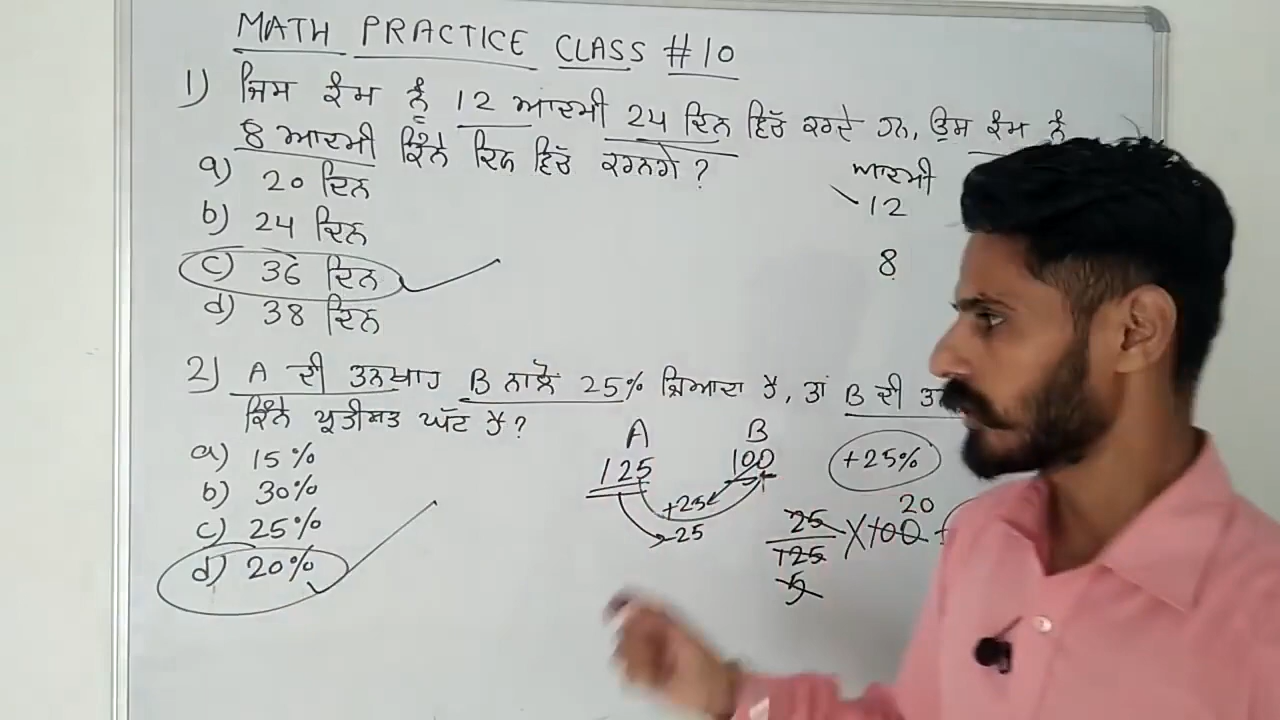 MATH PRACTICE CLASS #10
1) ਜਿਸ ਕੰਮ ਨੂੰ 12 ਆਦਮੀ 24 ਦਿਨ ਵਿੱਚ ਕਰਦੇ ਹਨ, ਉਸ ਕੰਮ ਨੂੰ
8 ਆਦਮੀ ਕਿੰਨੇ ਦਿਨ ਵਿੱਚ ਕਰਨਗੇ?
a) 20 ਦਿਨ
b) 24 ਦਿਨ
c) 36 ਦਿਨ
d) 38 ਦਿਨ
ਆਦਮੀ
12
8
2) A ਦੀ ਤਨਖਾਹ B ਨਾਲੋਂ 25% ਜ਼ਿਆਦਾ ਹੈ, ਤਾਂ B ਦੀ
ਕਿੰਨੇ ਪ੍ਰਤੀਸ਼ਤ ਘੱਟ ਹੈ?
a) 15%
b) 30%
c) 25%
d) 20%
A B
125 100
+25
-25
+25%
20
25 X 100
125
5